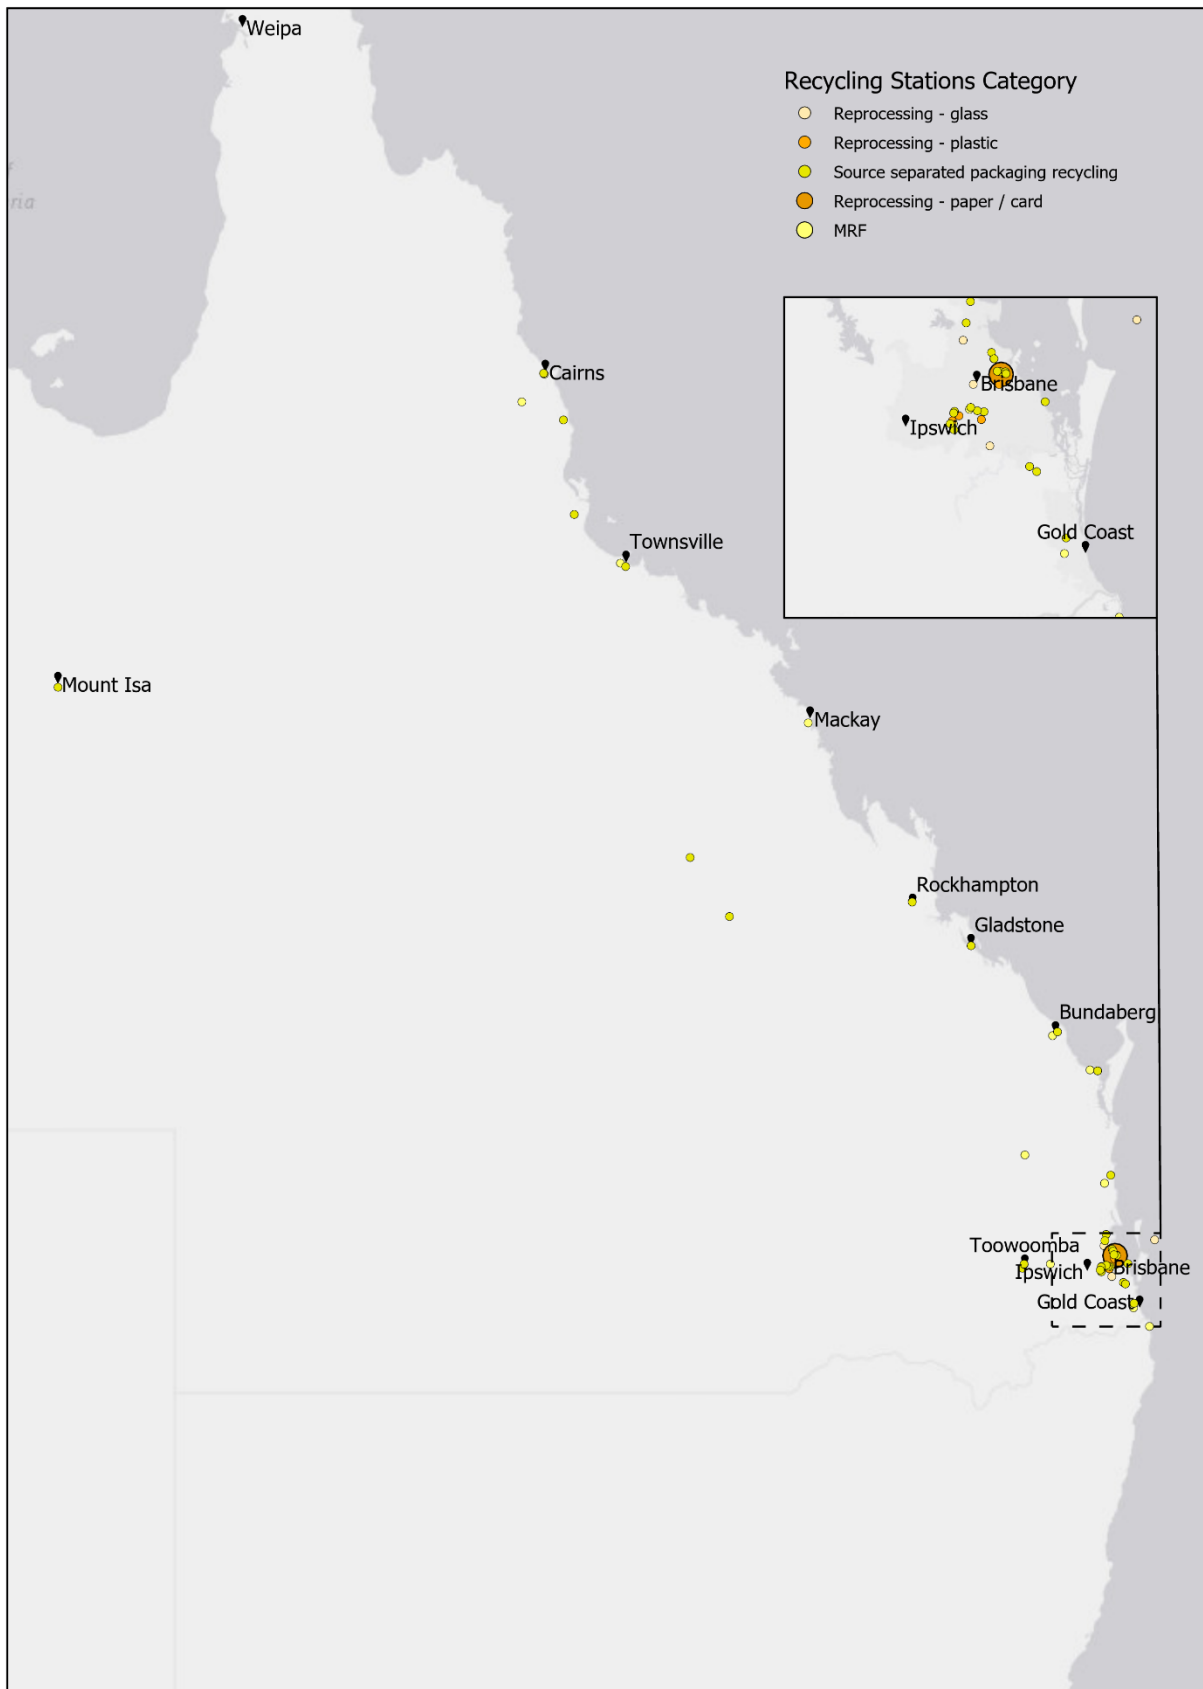 Weipa
Recycling Stations Category
Reprocessing - glass
Reprocessing - plastic
Source separated packaging recycling
Reprocessing - paper / card
MRF
ria
Brisbane
Ipswich
Gold Coast
Cairns
Townsville
Mount Isa
Mackay
Rockhampton
Gladstone
Bundaberg
Toowoomba
Ipswich
Brisbane
Gold Coast